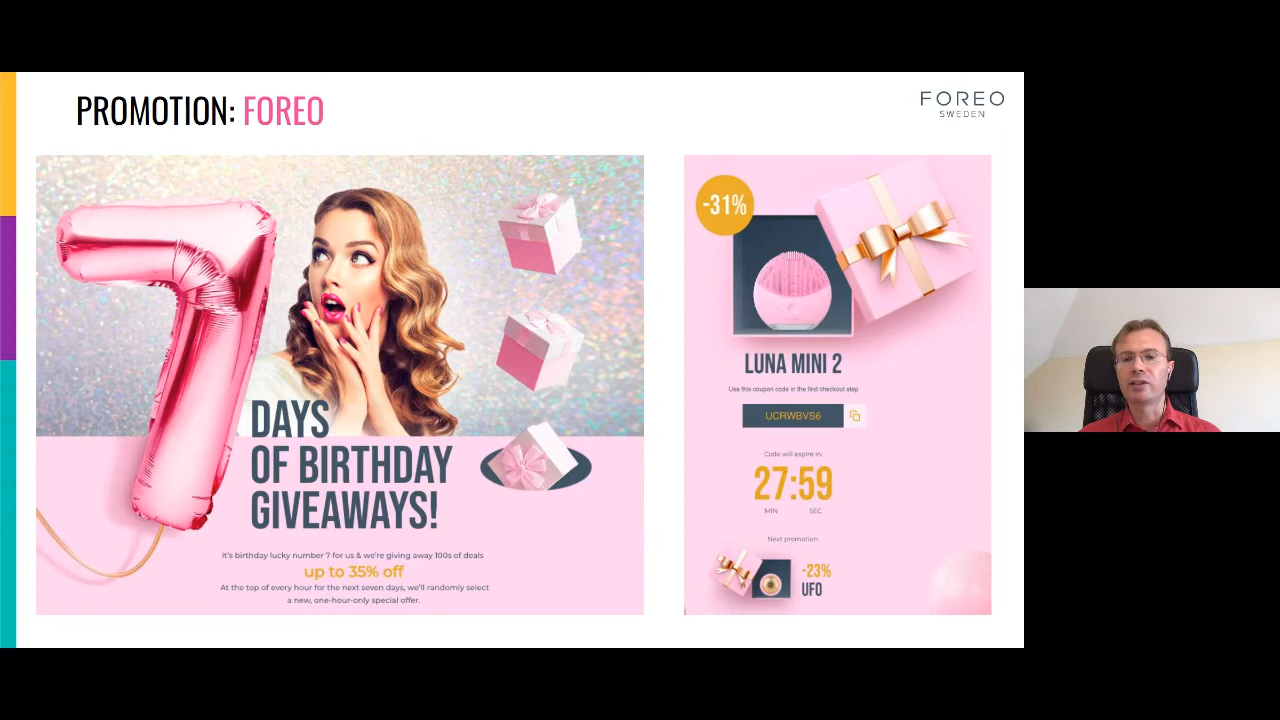 PROMOTION: FOREO
FOREO
SWEDEN
7
DAYS
OF BIRTHDAY
GIVEAWAYS!
It's birthday lucky number 7 for us & we're giving away 100s of deals
up to 35% off
At the top of every hour for the next seven days, we'll randomly select
a new, one-hour-only special offer.
-31%
LUNA MINI 2
Use this coupon code in the first checkout step
UCRWBVS6
Code will expire in:
27:59
MIN SEC
Next promotion:
-23%
UFO